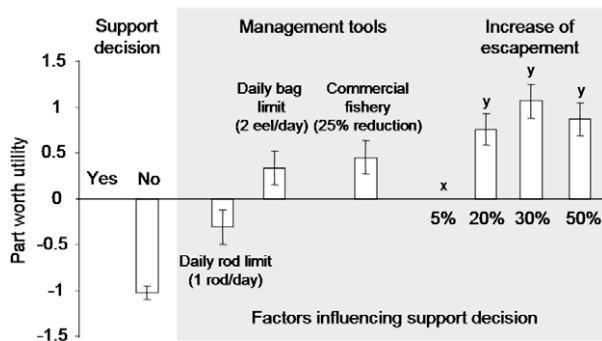 Support
decision
Management tools
Increase of
escapement
Daily bag
limit
(2 eel/day)
Commercial
fishery
(25% reduction)
Part worth utility
1.5
1
0.5
0
-0.5
-1
-1.5
Yes
No
Daily rod limit
(1 rod/day)
x
y
y
y
5%
20%
30%
50%
Factors influencing support decision